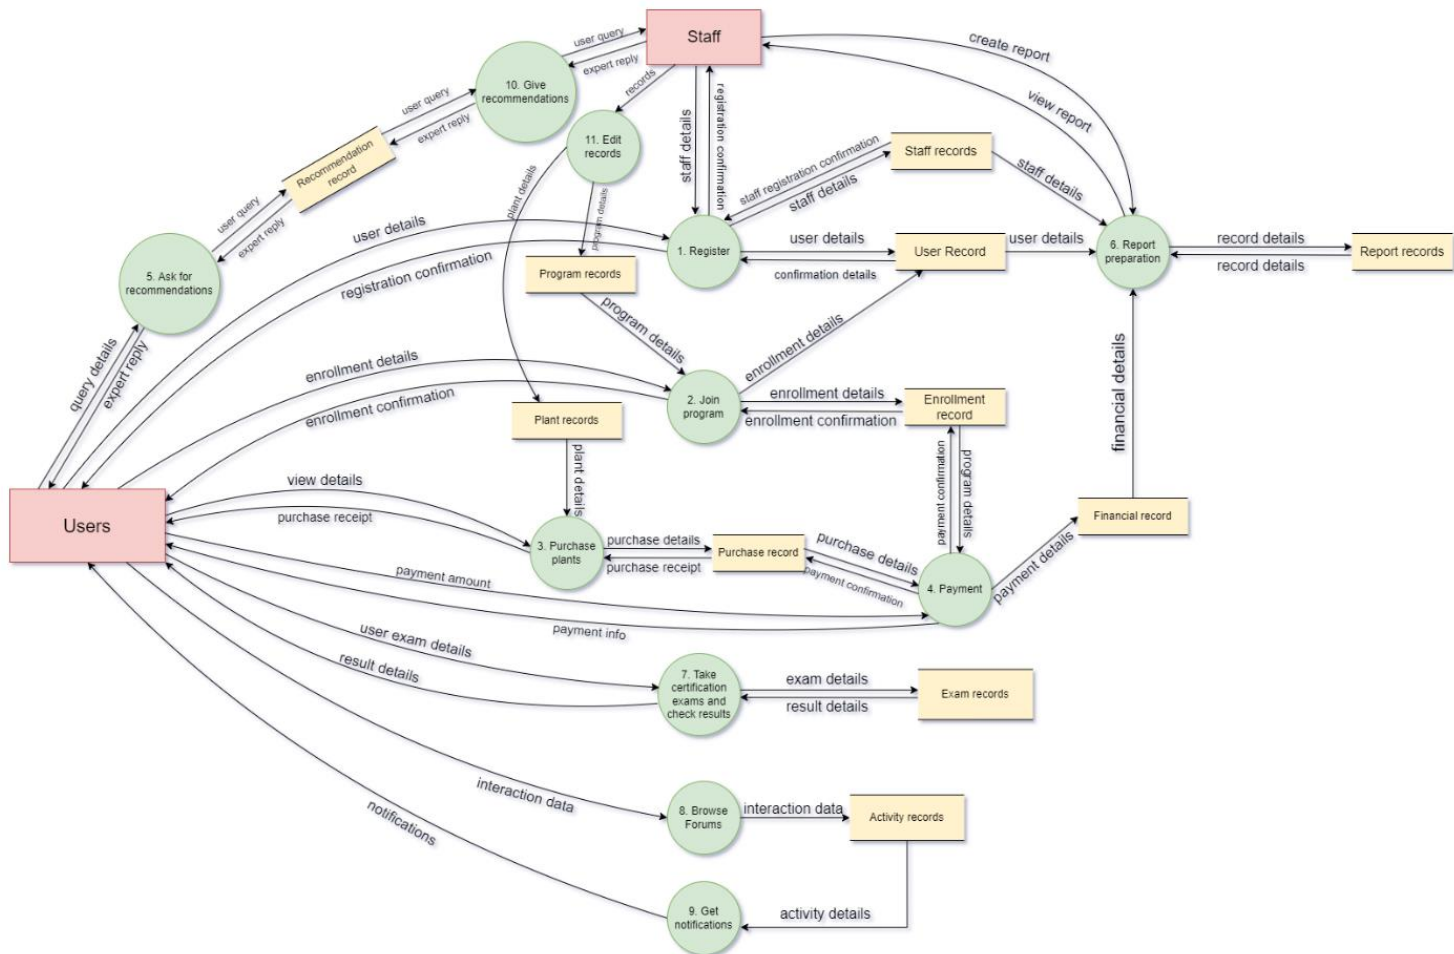 Staff
user query
expert reply
create report
view report
10. Give
recommendations
user query
expert reply
records
11. Edit
records
staff details
registration confirmation
Recommendation
record
Staff records
staff registration confirmation
staff details
staff details
user query
expert reply
plant details
program details
user details
registration confirmation
1. Register
user details
confirmation details
User Record
user details
6. Report
preparation
record details
record details
Report records
5. Ask for
recommendations
Program records
program details
query details
expert reply
enrollment details
enrollment confirmation
enrollment details
financial details
2. Join
program
enrollment details
enrollment confirmation
Enrollment
record
Plant records
plant details
payment confirmation
program details
view details
purchase receipt
Users
3. Purchase
plants
purchase details
purchase receipt
Purchase record
purchase details
payment confirmation
4. Payment
payment details
Financial record
payment amount
payment info
user exam details
result details
7. Take
certification
exams and
check results
exam details
result details
Exam records
interaction data
8. Browse
Forums
interaction data
Activity records
notifications
9. Get
notifications
activity details